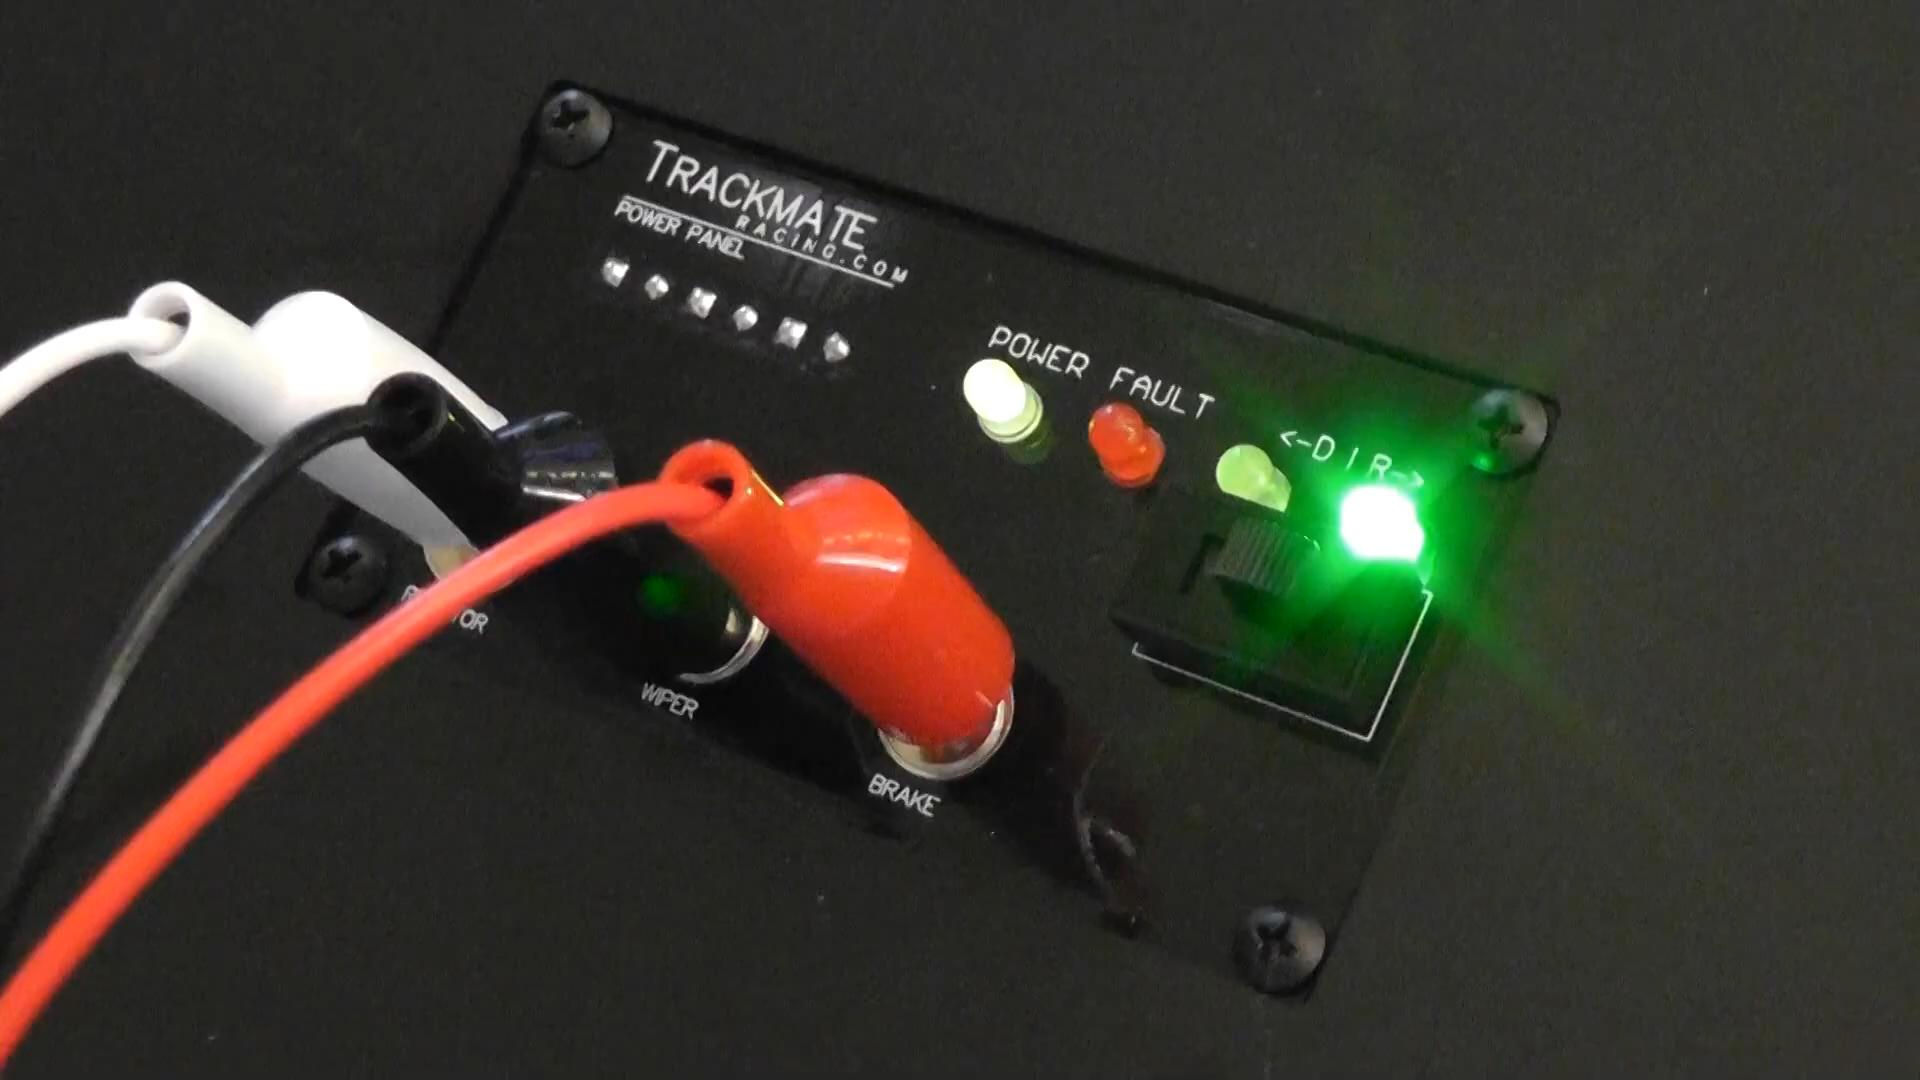 TRACKMATE
RACING.COM
POWER PANEL
POWER FAULT
<-DIR->
WIPER
BRAKE